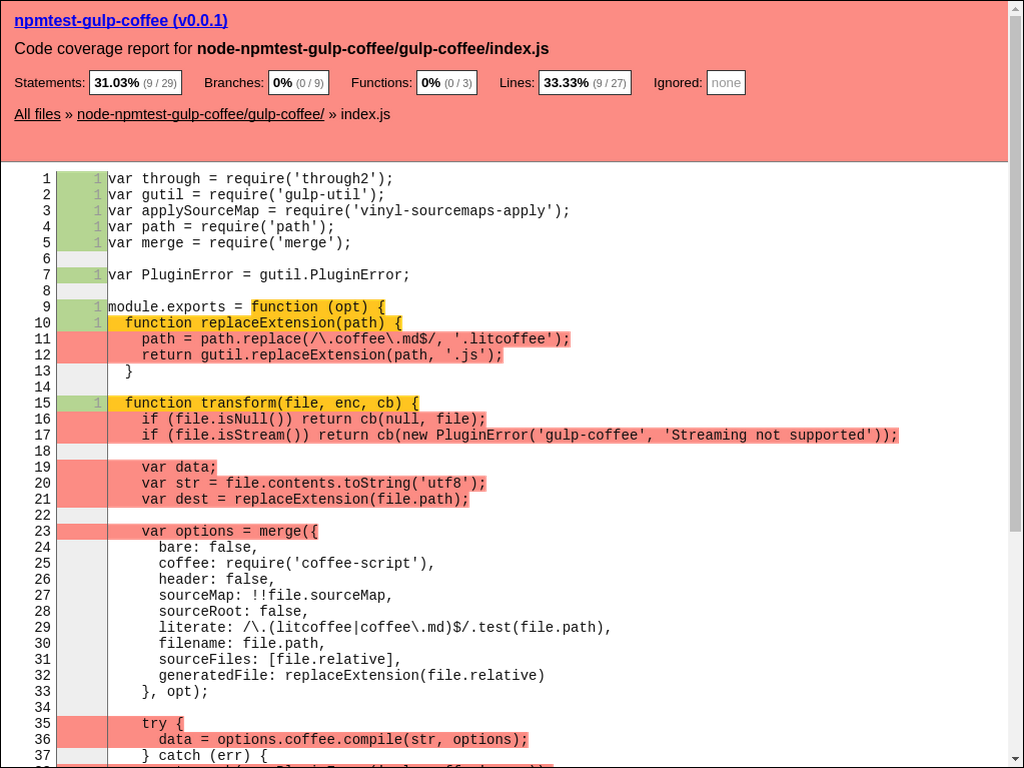 npmtest-gulp-coffee (v0.0.1)
Code coverage report for node-npmtest-gulp-coffee/gulp-coffee/index.js
Statements: 31.03% (9 / 29) Branches: 0% (0 / 9) Functions: 0% (0 / 3) Lines: 33.33% (9 / 27) Ignored: none
All files » node-npmtest-gulp-coffee/gulp-coffee/ » index.js
1 1 var through = require('through2');
2 1 var gutil = require('gulp-util');
3 1 var applySourceMap = require('vinyl-sourcemaps-apply');
4 1 var path = require('path');
5 1 var merge = require('merge');
6
7 1 var PluginError = gutil.PluginError;
8
9 1 module.exports = function (opt) {
10 1   function replaceExtension(path) {
11     path = path.replace(/\.coffee\.md$/, '.litcoffee');
12     return gutil.replaceExtension(path, '.js');
13   }
14
15 1   function transform(file, enc, cb) {
16     if (file.isNull()) return cb(null, file);
17     if (file.isStream()) return cb(new PluginError('gulp-coffee', 'Streaming not supported'));
18
19     var data;
20     var str = file.contents.toString('utf8');
21     var dest = replaceExtension(file.path);
22
23     var options = merge({
24       bare: false,
25       coffee: require('coffee-script'),
26       header: false,
27       sourceMap: !!file.sourceMap,
28       sourceRoot: false,
29       literate: /\.(litcoffee|coffee\.md)$/.test(file.path),
30       filename: file.path,
31       sourceFiles: [file.relative],
32       generatedFile: replaceExtension(file.relative)
33     }, opt);
34
35     try {
36       data = options.coffee.compile(str, options);
37     } catch (err) {